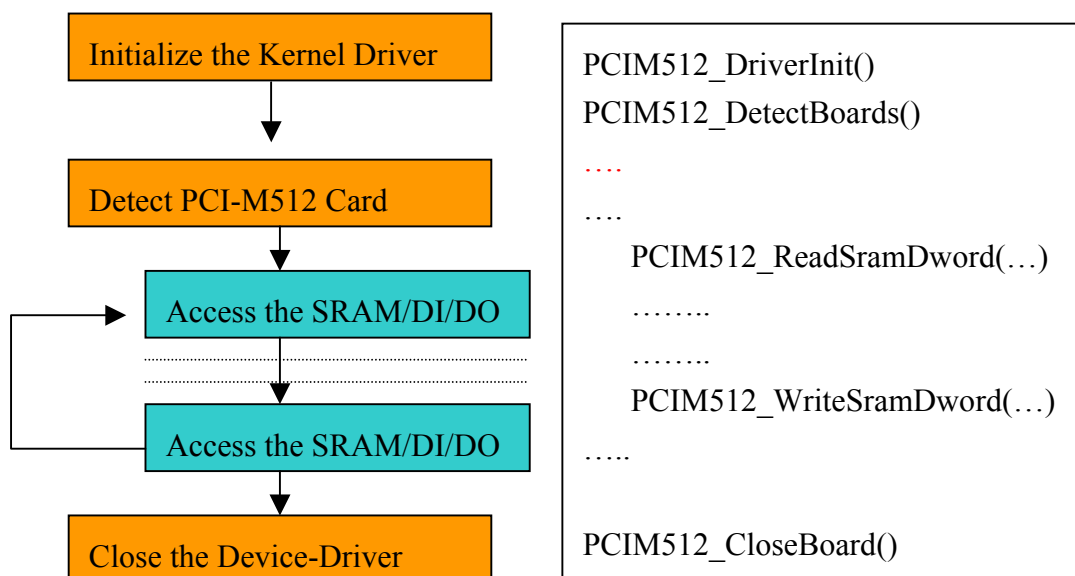 Initialize the Kernel Driver
Detect PCI-M512 Card
Access the SRAM/DI/DO
Access the SRAM/DI/DO
Close the Device-Driver
PCIM512_DriverInit()
PCIM512_DetectBoards()
….
….
PCIM512_ReadSramDword(…)
……..
……..
PCIM512_WriteSramDword(…)
…..
PCIM512_CloseBoard()